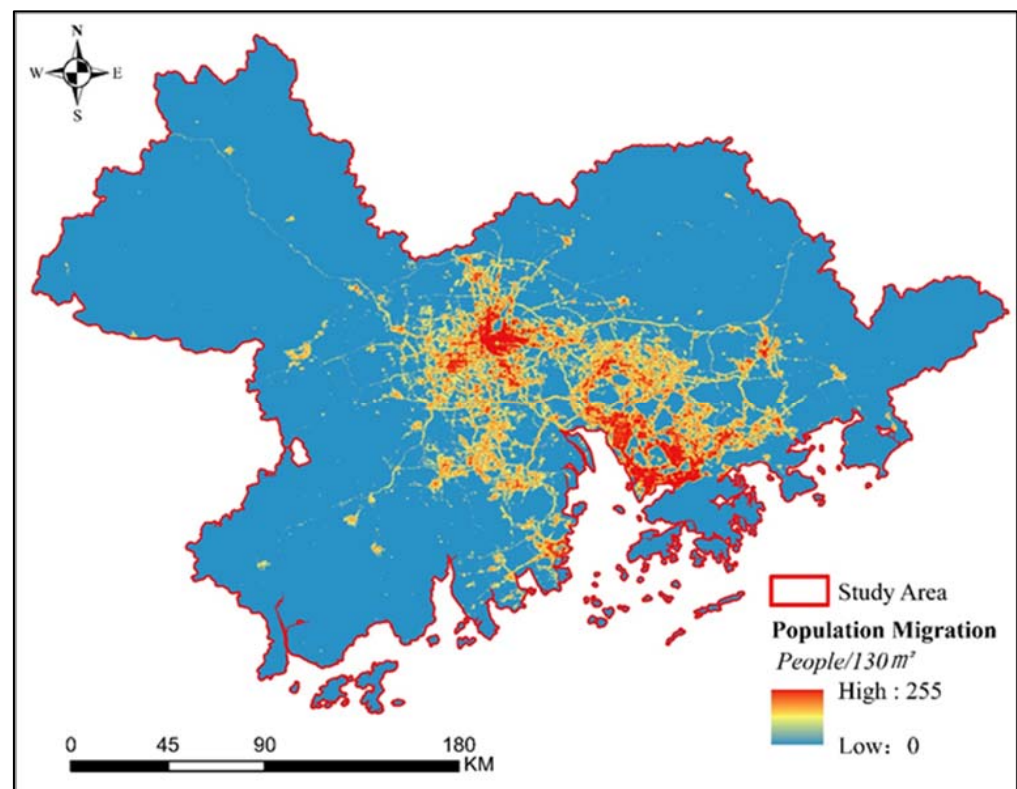 N
W E
S
Study Area
Population Migration
People/130㎡
High : 255
Low：0
0 45 90 180
KM